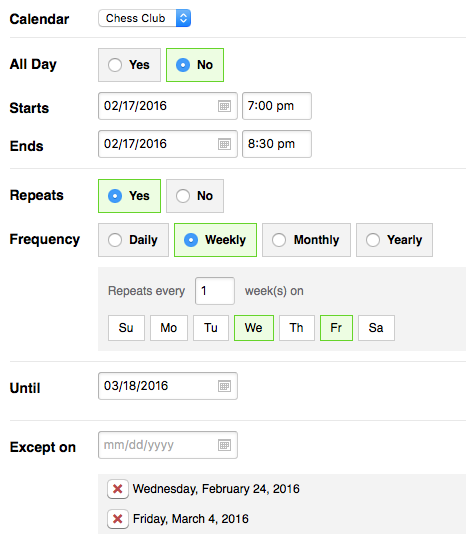 Calendar Chess Club
All Day Yes No
Starts 02/17/2016 7:00 pm
Ends 02/17/2016 8:30 pm
Repeats Yes No
Frequency Daily Weekly Monthly Yearly
Repeats every 1 week(s) on
Su Mo Tu We Th Fr Sa
Until 03/18/2016
Except on mm/dd/yyyy
Wednesday, February 24, 2016
Friday, March 4, 2016